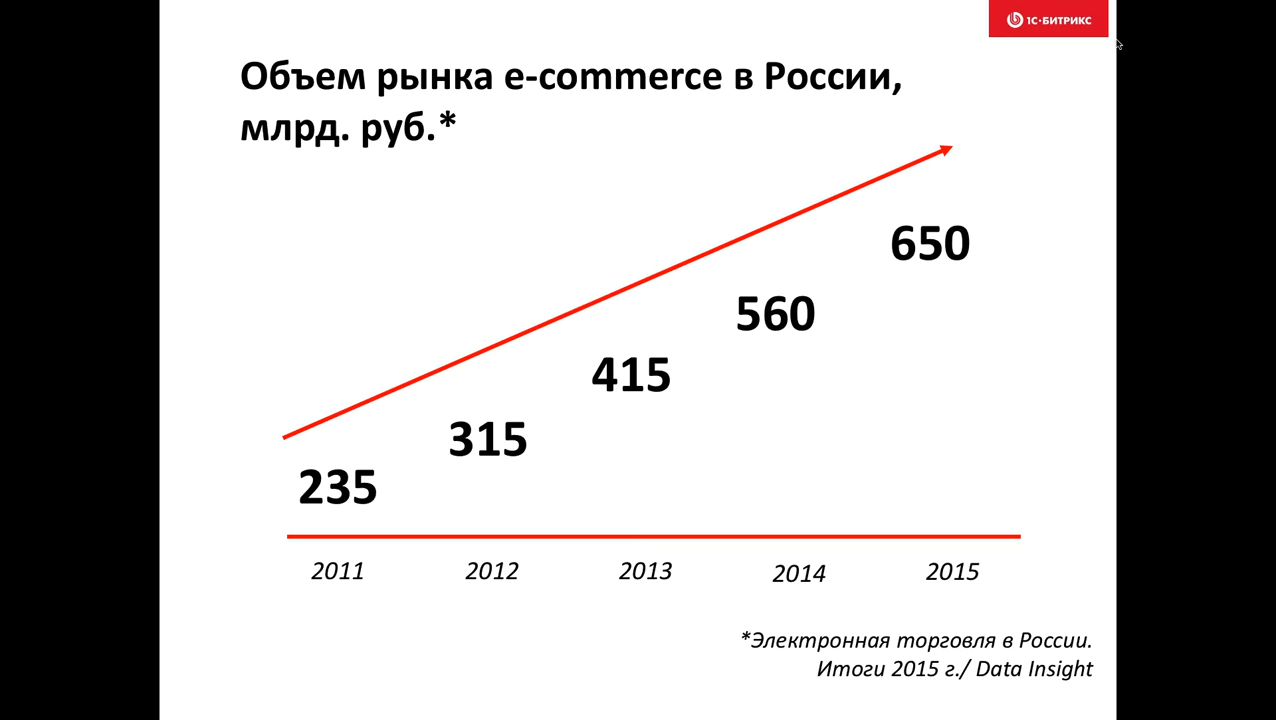 1С-БИТРИКС
Объем рынка e-commerce в России,
млрд. руб.*
650
560
415
315
235
2011 2012 2013 2014 2015
*Электронная торговля в России.
Итоги 2015 г./ Data Insight